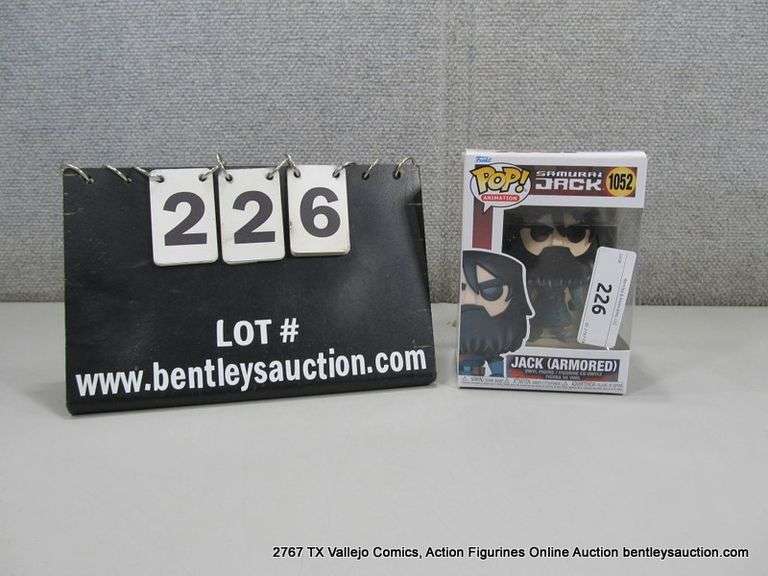 226
LOT #
www.bentleysauction.com
Funko
POP!
ANIMATION
SAMURAI
JACK
1052
226
JACK (ARMORED)
2767 TX Vallejo Comics, Action Figurines Online Auction bentleysauction.com